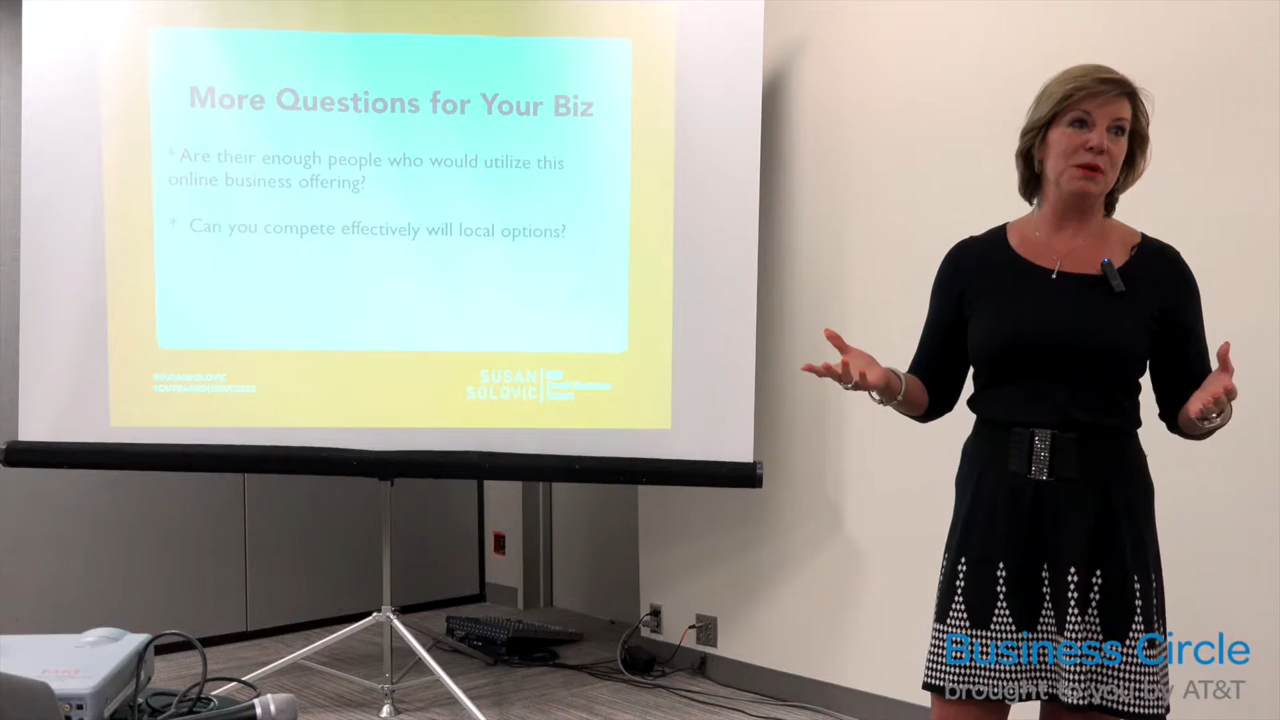 More Questions for Your Biz
* Are their enough people who would utilize this
online business offering?
* Can you compete effectively will local options?
SUSAN
SOLOVIC
Business Circle
brought to you by AT&T